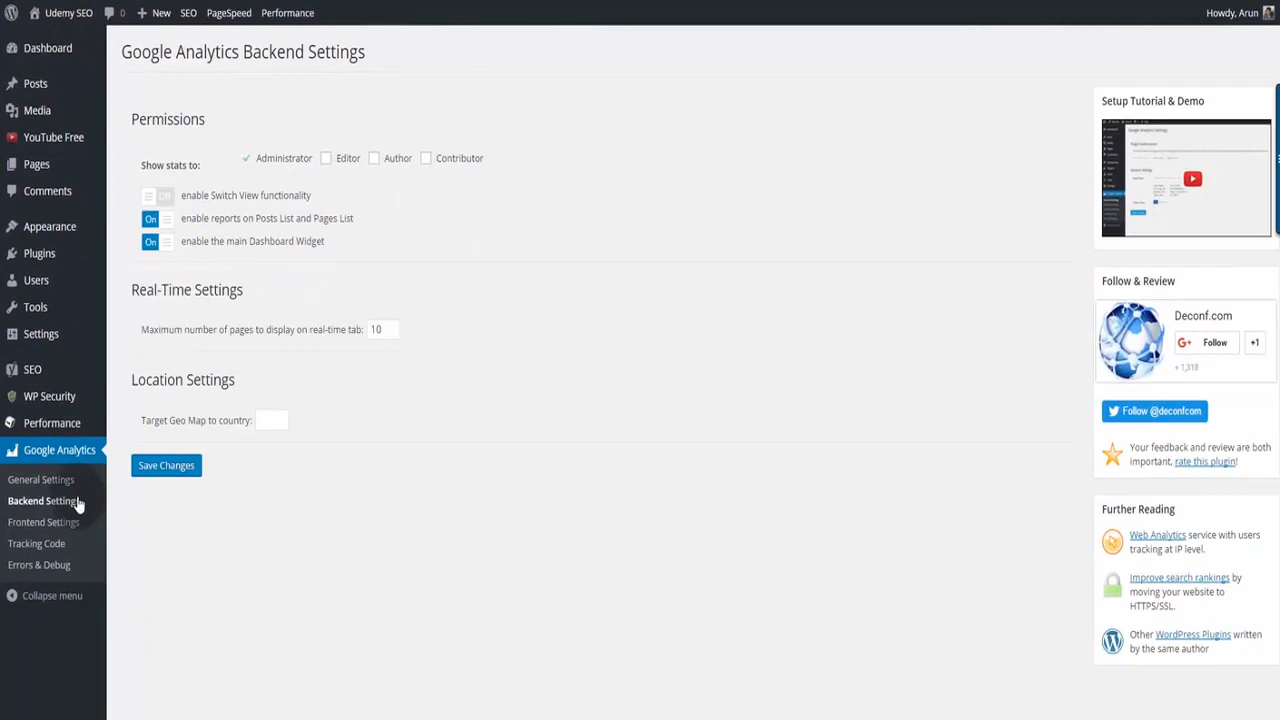 Udemy SEO 0 New SEO PageSpeed Performance Howdy, Arun
Dashboard
Posts
Media
YouTube Free
Pages
Comments
Appearance
Plugins
Users
Tools
Settings
SEO
WP Security
Performance
Google Analytics
General Settings
Backend Settings
Frontend Settings
Tracking Code
Errors & Debug
Collapse menu
Google Analytics Backend Settings
Permissions
Show stats to: Administrator Editor Author Contributor
Off enable Switch View functionality
On enable reports on Posts List and Pages List
On enable the main Dashboard Widget
Real-Time Settings
Maximum number of pages to display on real-time tab: 10
Location Settings
Target Geo Map to country:
Save Changes
Setup Tutorial & Demo
Follow & Review
Deconf.com
G+ Follow +1
+ 1,318
Follow @deconfcom
Your feedback and review are both
important, rate this plugin!
Further Reading
Web Analytics service with users
tracking at IP level.
Improve search rankings by
moving your website to
HTTPS/SSL.
Other WordPress Plugins written
by the same author